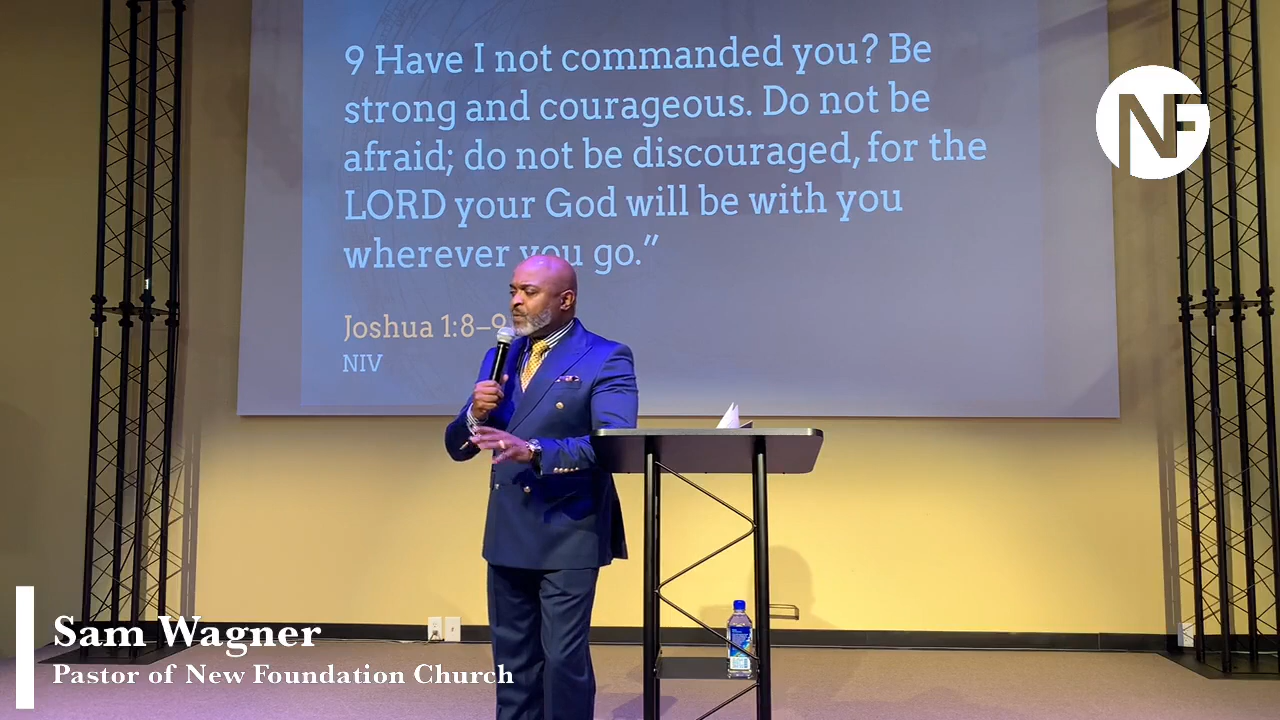 9 Have I not commanded you? Be
strong and courageous. Do not be
afraid; do not be discouraged, for the
LORD your God will be with you
wherever you go.”
Joshua 1:8–9
NIV
NF
Sam Wagner
Pastor of New Foundation Church